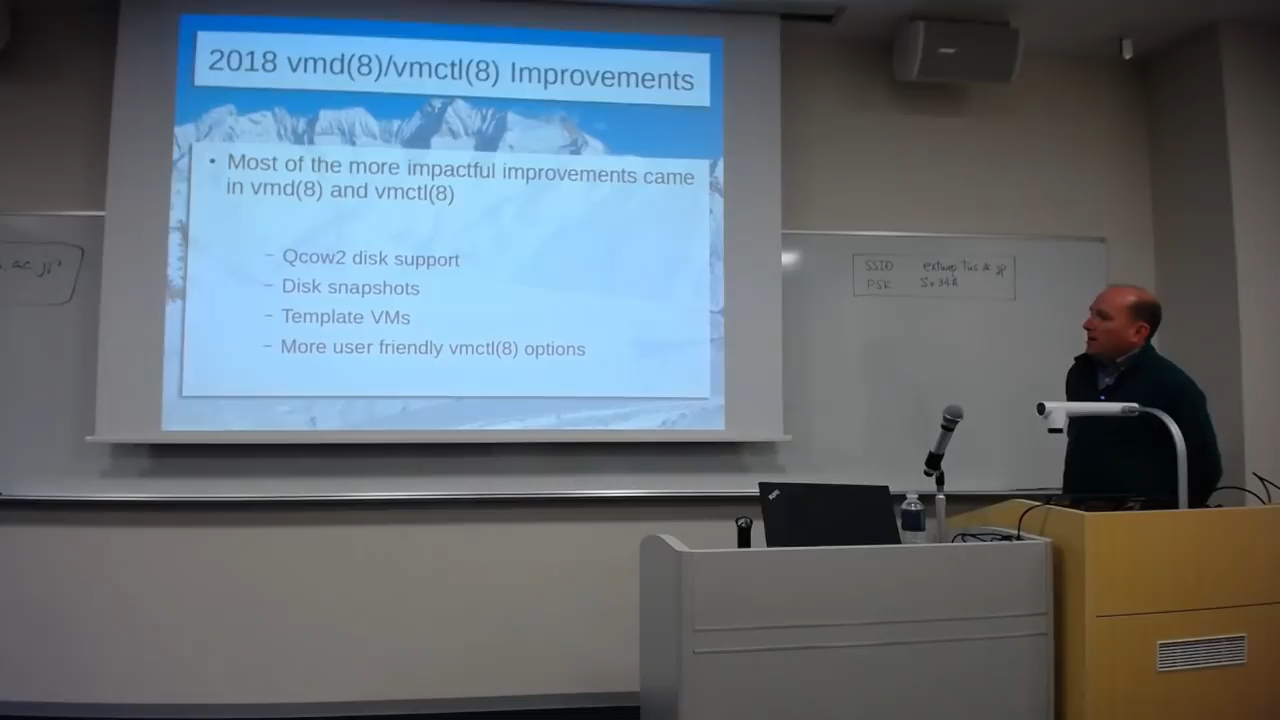 2018 vmd(8)/vmctl(8) Improvements
• Most of the more impactful improvements came
in vmd(8) and vmctl(8)
– Qcow2 disk support
– Disk snapshots
– Template VMs
– More user friendly vmctl(8) options
SSID
PSK